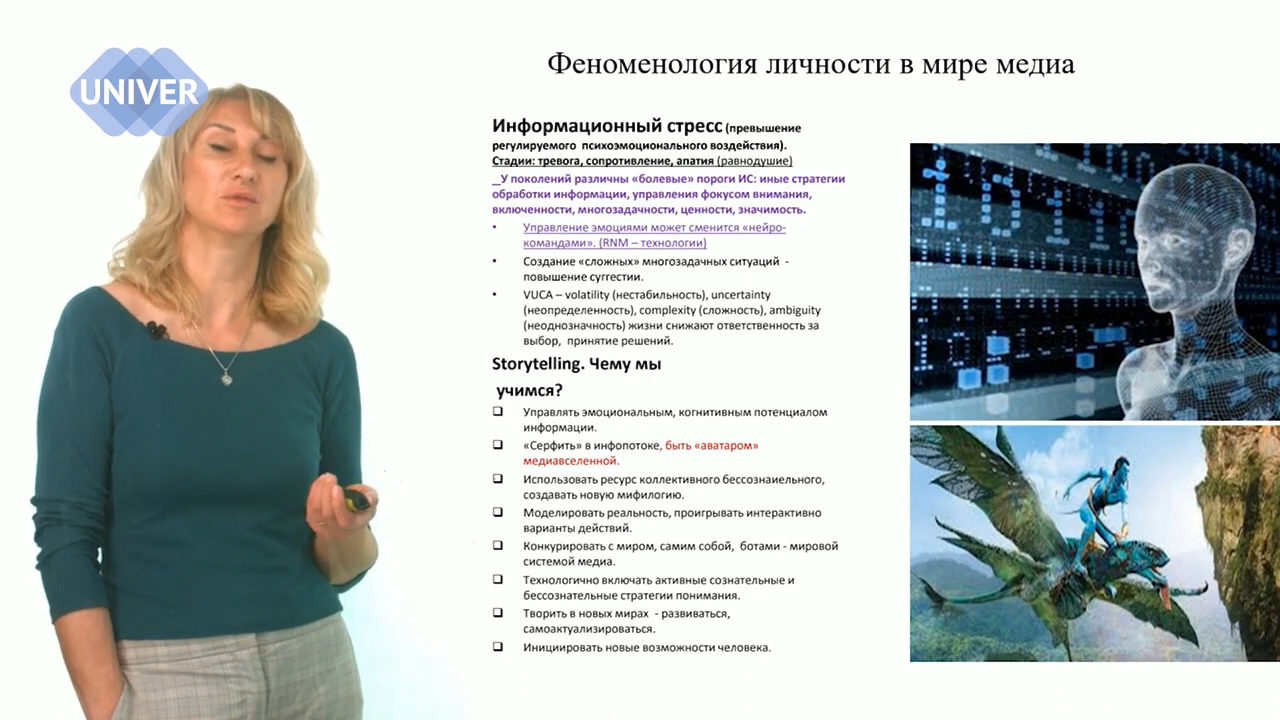 UNIVER
Феноменология личности в мире медиа
Информационный стресс (превышение
регулируемого психоэмоционального воздействия).
Стадии: тревога, сопротивление, апатия (равнодушие)
_У поколений различны «болевые» пороги ИС: иные стратегии
обработки информации, управления фокусом внимания,
включенности, многозадачности, ценности, значимость.
• Управление эмоциями может сменится «нейро-
командами». (RNM – технологии)
• Создание «сложных» многозадачных ситуаций -
повышение суггестии.
• VUCA – volatility (нестабильность), uncertainty
(неопределенность), complexity (сложность), ambiguity
(неоднозначность) жизни снижают ответственность за
выбор, принятие решений.
Storytelling. Чему мы
учимся?
❑ Управлять эмоциональным, когнитивным потенциалом
информации.
❑ «Серфить» в инфопотоке, быть «аватаром»
медиавселенной.
❑ Использовать ресурс коллективного бессознаиельного,
создавать новую мифилогию.
❑ Моделировать реальность, проигрывать интерактивно
варианты действий.
❑ Конкурировать с миром, самим собой, ботами - мировой
системой медиа.
❑ Технологично включать активные сознательные и
бессознательные стратегии понимания.
❑ Творить в новых мирах - развиваться,
самоактуализироваться.
❑ Инициировать новые возможности человека.